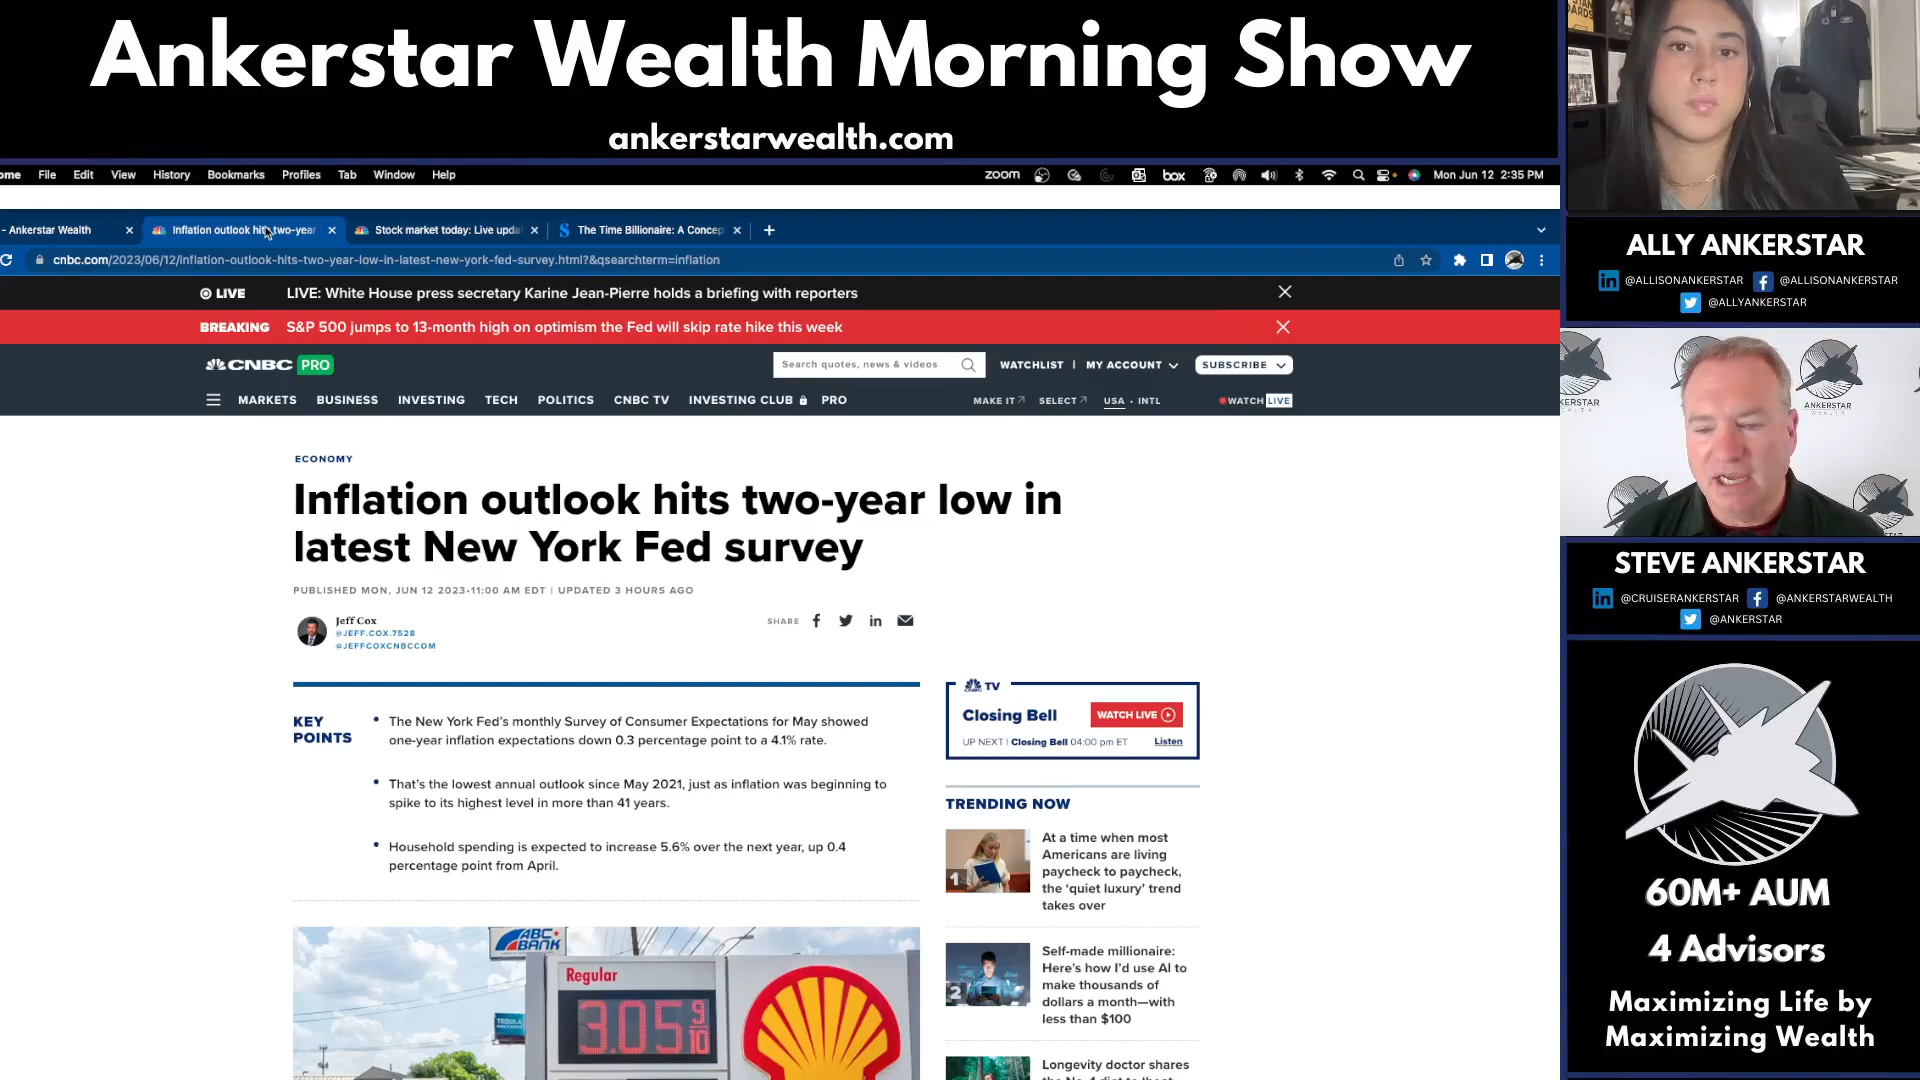 Ankerstar Wealth Morning Show
ankerstarwealth.com
File Edit View History Bookmarks Profiles Tab Window Help
zoom box Mon Jun 12 2:35 PM
- Ankerstar Wealth
Inflation outlook hits two-year
Stock market today: Live upda
The Time Billionaire: A Concep
cnbc.com/2023/06/12/inflation-outlook-hits-two-year-low-in-latest-new-york-fed-survey.html?&qsearchterm=inflation
LIVE LIVE: White House press secretary Karine Jean-Pierre holds a briefing with reporters
BREAKING S&P 500 jumps to 13-month high on optimism the Fed will skip rate hike this week
CNBC PRO
Search quotes, news & videos
WATCHLIST | MY ACCOUNT SUBSCRIBE
MARKETS BUSINESS INVESTING TECH POLITICS CNBC TV INVESTING CLUB PRO
MAKE IT SELECT USA • INTL WATCH LIVE
ECONOMY
Inflation outlook hits two-year low in
latest New York Fed survey
PUBLISHED MON, JUN 12 2023•11:00 AM EDT | UPDATED 3 HOURS AGO
Jeff Cox
@JEFF.COX.7528
@JEFFCOXCNBCCOM
SHARE
KEY
POINTS
• The New York Fed's monthly Survey of Consumer Expectations for May showed
one-year inflation expectations down 0.3 percentage point to a 4.1% rate.
• That's the lowest annual outlook since May 2021, just as inflation was beginning to
spike to its highest level in more than 41 years.
• Household spending is expected to increase 5.6% over the next year, up 0.4
percentage point from April.
ABC
BANK
Regular
3.05 9/10
TV
Closing Bell
WATCH LIVE
UP NEXT | Closing Bell 04:00 pm ET
Listen
TRENDING NOW
1
At a time when most
Americans are living
paycheck to paycheck,
the 'quiet luxury' trend
takes over
2
Self-made millionaire:
Here's how I'd use AI to
make thousands of
dollars a month—with
less than $100
Longevity doctor shares
ALLY ANKERSTAR
@ALLISONANKERSTAR @ALLISONANKERSTAR
@ALLYANKERSTAR
ANKERSTAR
WEALTH
STEVE ANKERSTAR
@CRUISERANKERSTAR @ANKERSTARWEALTH
@ANKERSTAR
60M+ AUM
4 Advisors
Maximizing Life by
Maximizing Wealth